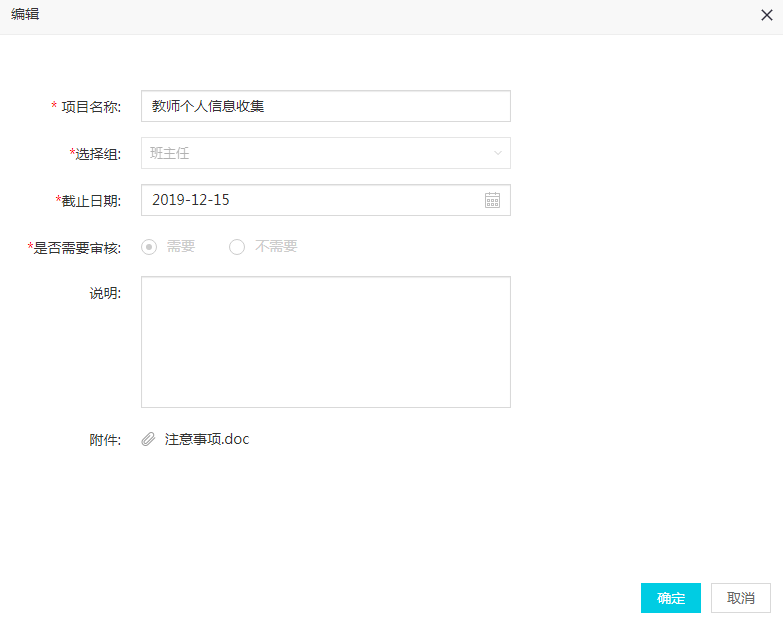 编辑
* 项目名称: 教师个人信息收集
*选择组: 班主任
*截止日期: 2019-12-15
*是否需要审核: 需要 不需要
说明:
附件: 注意事项.doc
确定 取消